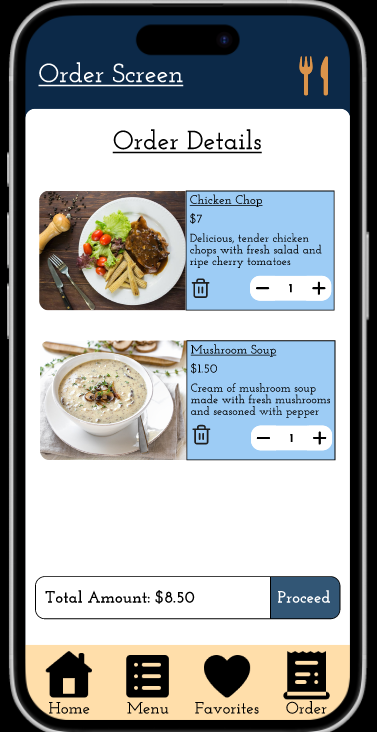 Order Screen
Order Details
Chicken Chop
$7
Delicious, tender chicken
chops with fresh salad and
ripe cherry tomatoes
1
Mushroom Soup
$1.50
Cream of mushroom soup
made with fresh mushrooms
and seasoned with pepper
1
Total Amount: $8.50 Proceed
Home Menu Favorites Order